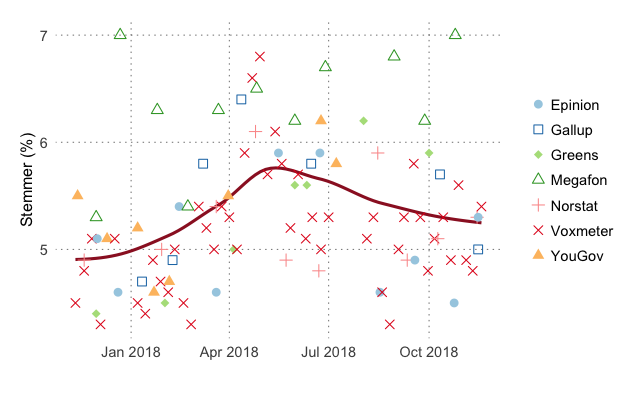 Stemmer (%)
7
6
5
Jan 2018 Apr 2018 Jul 2018 Oct 2018
Epinion
Gallup
Greens
Megafon
Norstat
Voxmeter
YouGov